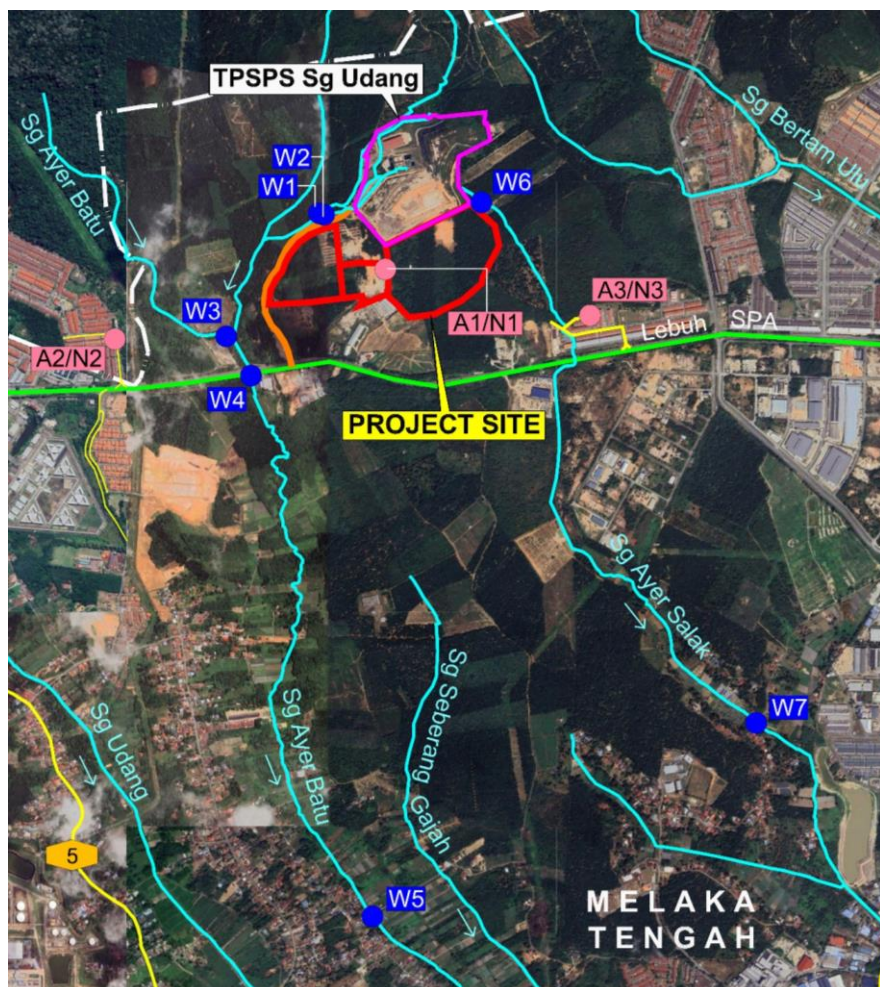 TPSPS Sg Udang
Sg Bertam Ulu
Sg Ayer Batu
W2
W1
W6
W3
A3/N3
A1/N1
Lebuh SPA
A2/N2
W4
PROJECT SITE
Sg Ayer Salak
Sg Seberang Gajah
Sg Udang
Sg Ayer Batu
W7
5
W5
MELAKA
TENGAH